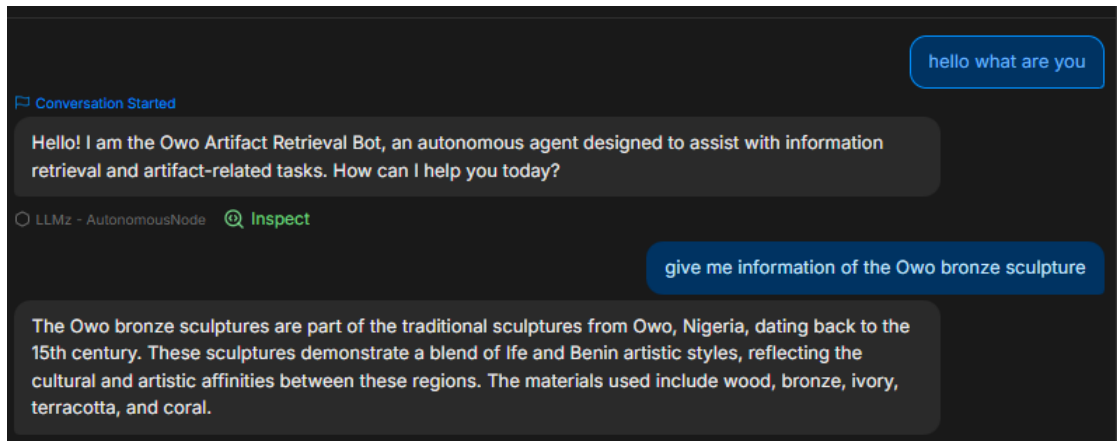 hello what are you
Conversation Started
Hello! I am the Owo Artifact Retrieval Bot, an autonomous agent designed to assist with information
retrieval and artifact-related tasks. How can I help you today?
LLMz - AutonomousNode Inspect
give me information of the Owo bronze sculpture
The Owo bronze sculptures are part of the traditional sculptures from Owo, Nigeria, dating back to the
15th century. These sculptures demonstrate a blend of Ife and Benin artistic styles, reflecting the
cultural and artistic affinities between these regions. The materials used include wood, bronze, ivory,
terracotta, and coral.